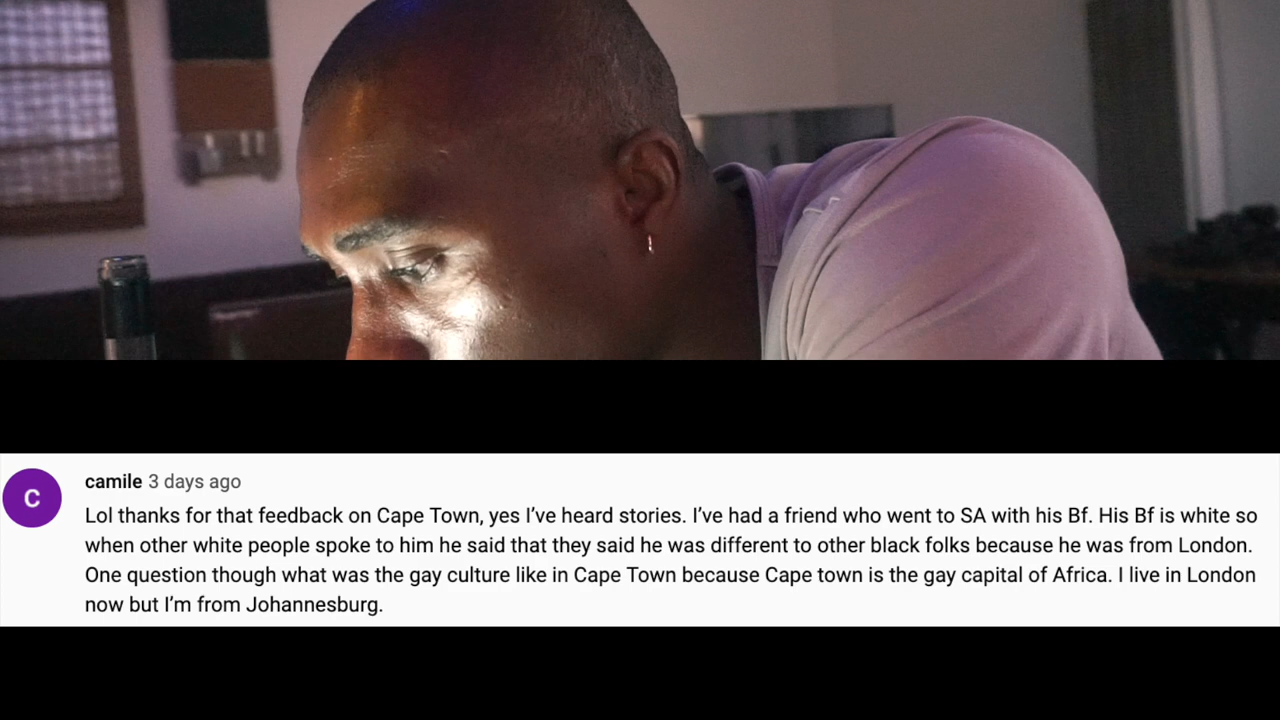 C
camile 3 days ago
Lol thanks for that feedback on Cape Town, yes I've heard stories. I've had a friend who went to SA with his Bf. His Bf is white so
when other white people spoke to him he said that they said he was different to other black folks because he was from London.
One question though what was the gay culture like in Cape Town because Cape town is the gay capital of Africa. I live in London
now but I'm from Johannesburg.